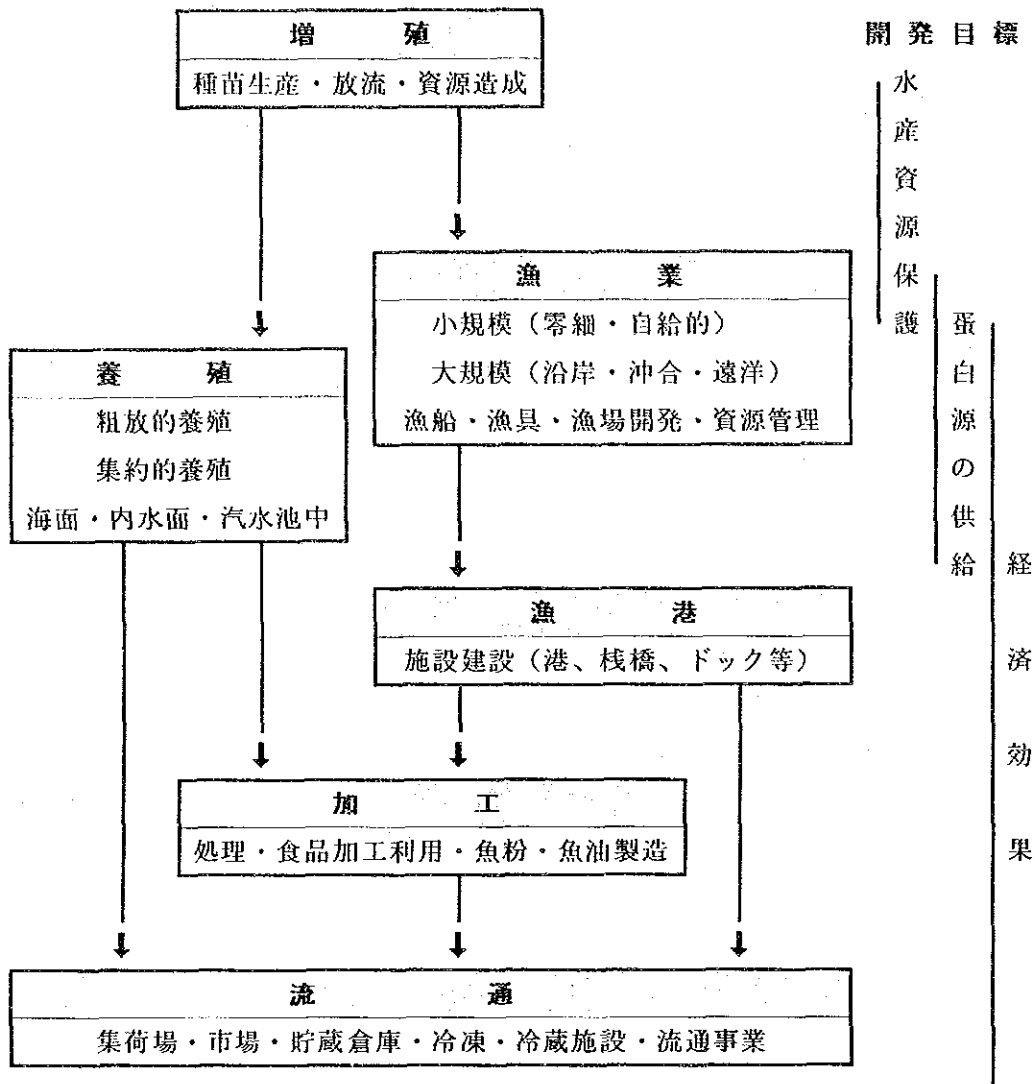 増殖
種苗生産・放流・資源造成
漁業
小規模（零細・自給的）
大規模（沿岸・沖合・遠洋）
漁船・漁具・漁場開発・資源管理
養殖
粗放的養殖
集約的養殖
海面・内水面・汽水池中
漁港
施設建設（港、桟橋、ドック等）
加工
処理・食品加工利用・魚粉・魚油製造
流通
集荷場・市場・貯蔵倉庫・冷凍・冷蔵施設・流通事業
開発目標
水産資源保護
蛋白源の供給
経済効果